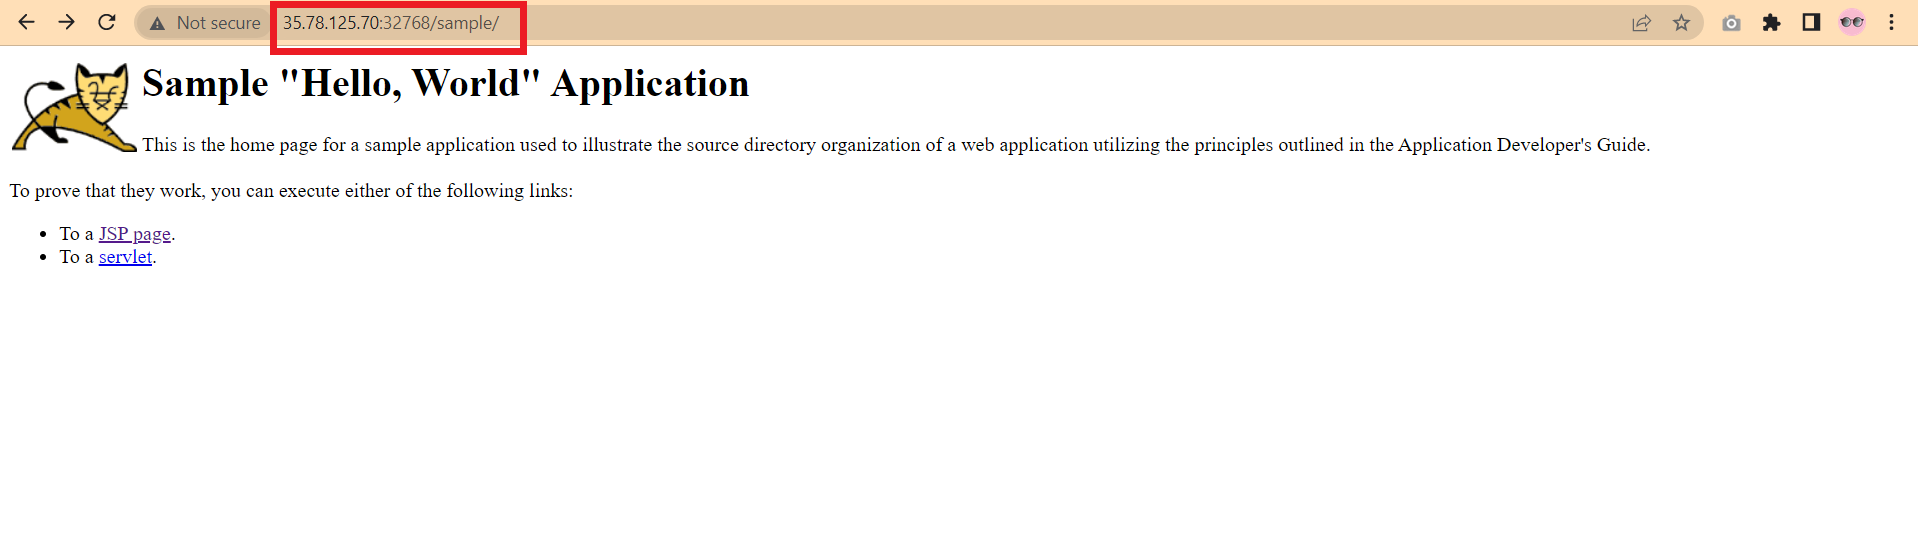 Not secure 35.78.125.70:32768/sample/
Sample "Hello, World" Application
This is the home page for a sample application used to illustrate the source directory organization of a web application utilizing the principles outlined in the Application Developer's Guide.
To prove that they work, you can execute either of the following links:
• To a JSP page.
• To a servlet.